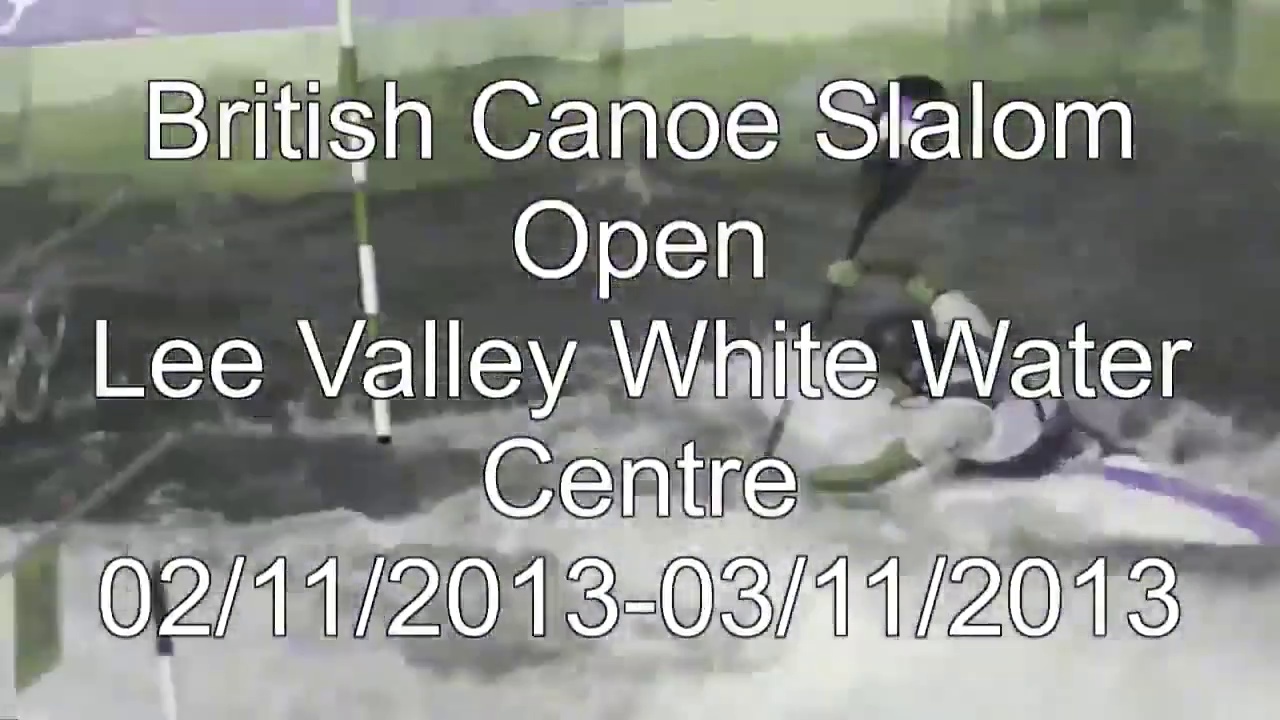 British Canoe Slalom
Open
Lee Valley White Water
Centre
02/11/2013-03/11/2013